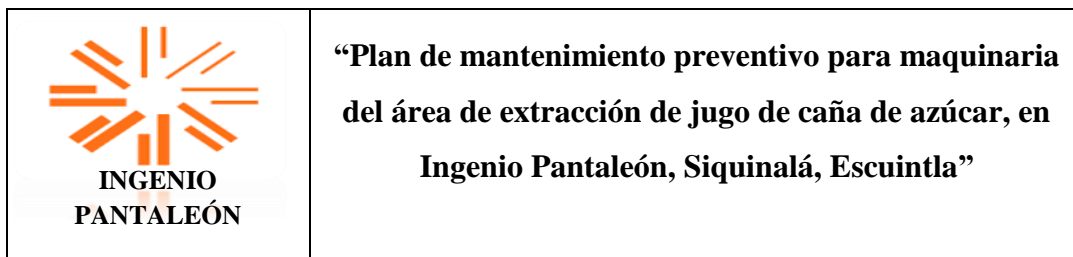 INGENIO
PANTALEÓN
“Plan de mantenimiento preventivo para maquinaria
del área de extracción de jugo de caña de azúcar, en
Ingenio Pantaleón, Siquinalá, Escuintla”